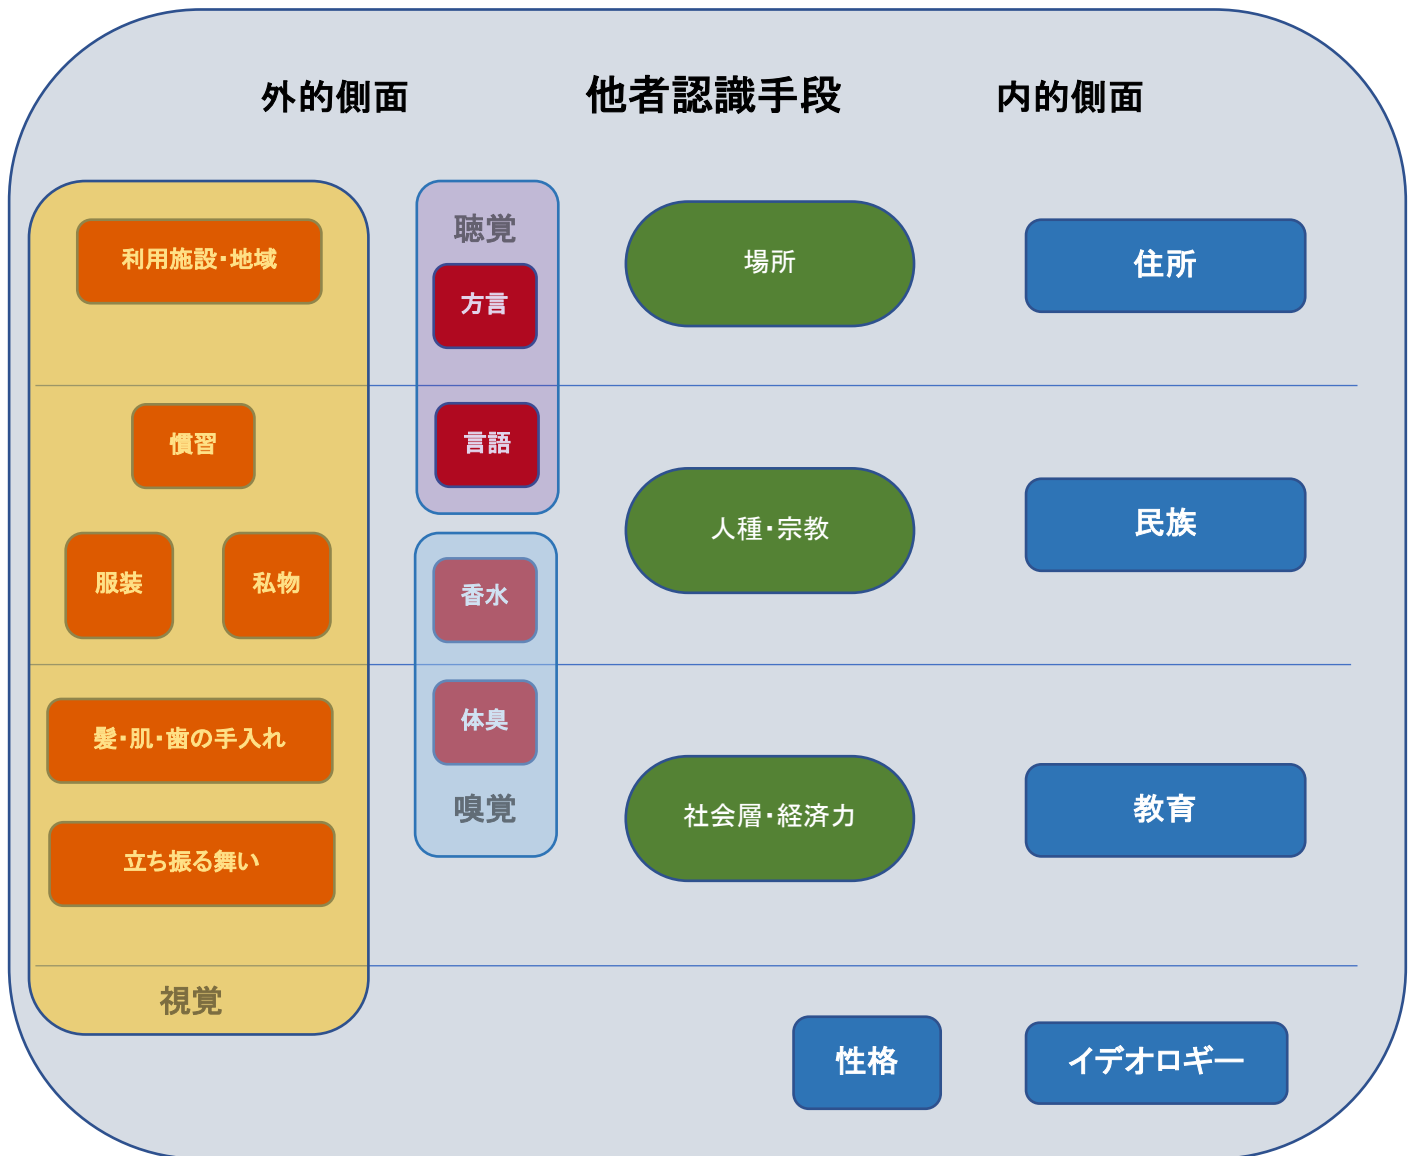 外的側面
他者認識手段
内的側面
利用施設・地域
聴覚
方言
場所
住所
慣習
言語
服装
私物
香水
人種・宗教
民族
髪・肌・歯の手入れ
体臭
立ち振る舞い
嗅覚
社会層・経済力
教育
視覚
性格
イデオロギー